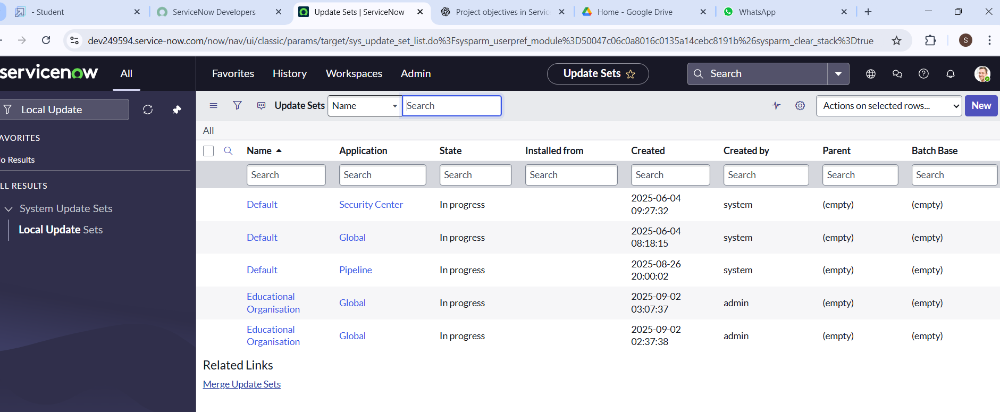 - Student
ServiceNow Developers
Update Sets | ServiceNow
Project objectives in Servic
Home - Google Drive
WhatsApp
dev249594.service-now.com/now/nav/ui/classic/params/target/sys_update_set_list.do%3Fsysparm_userpref_module%3D50047c06c0a8016c0135a14cebc8191b%26sysparm_clear_stack%3Dtrue
S
servicenow
All
Favorites
History
Workspaces
Admin
Update Sets
Search
Local Update
AVORITES
o Results
LL RESULTS
System Update Sets
Local Update Sets
Update Sets
Name
Search
Actions on selected rows...
New
All
Name Application State Installed from Created Created by Parent Batch Base
Search Search Search Search Search Search Search Search
Default Security Center In progress 2025-06-04 09:27:32 system (empty) (empty)
Default Global In progress 2025-06-04 08:18:15 system (empty) (empty)
Default Pipeline In progress 2025-08-26 20:00:02 system (empty) (empty)
Educational Organisation Global In progress 2025-09-02 03:07:37 admin (empty) (empty)
Educational Organisation Global In progress 2025-09-02 02:37:38 admin (empty) (empty)
Related Links
Merge Update Sets